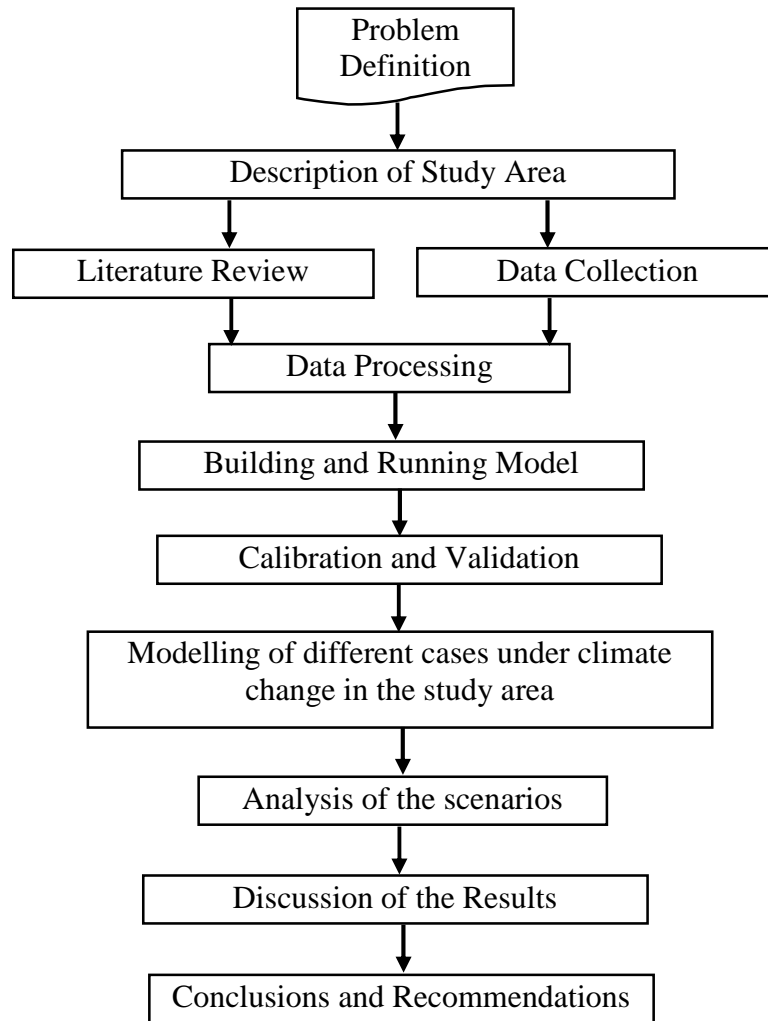 Problem
Definition
Description of Study Area
Literature Review
Data Collection
Data Processing
Building and Running Model
Calibration and Validation
Modelling of different cases under climate
change in the study area
Analysis of the scenarios
Discussion of the Results
Conclusions and Recommendations